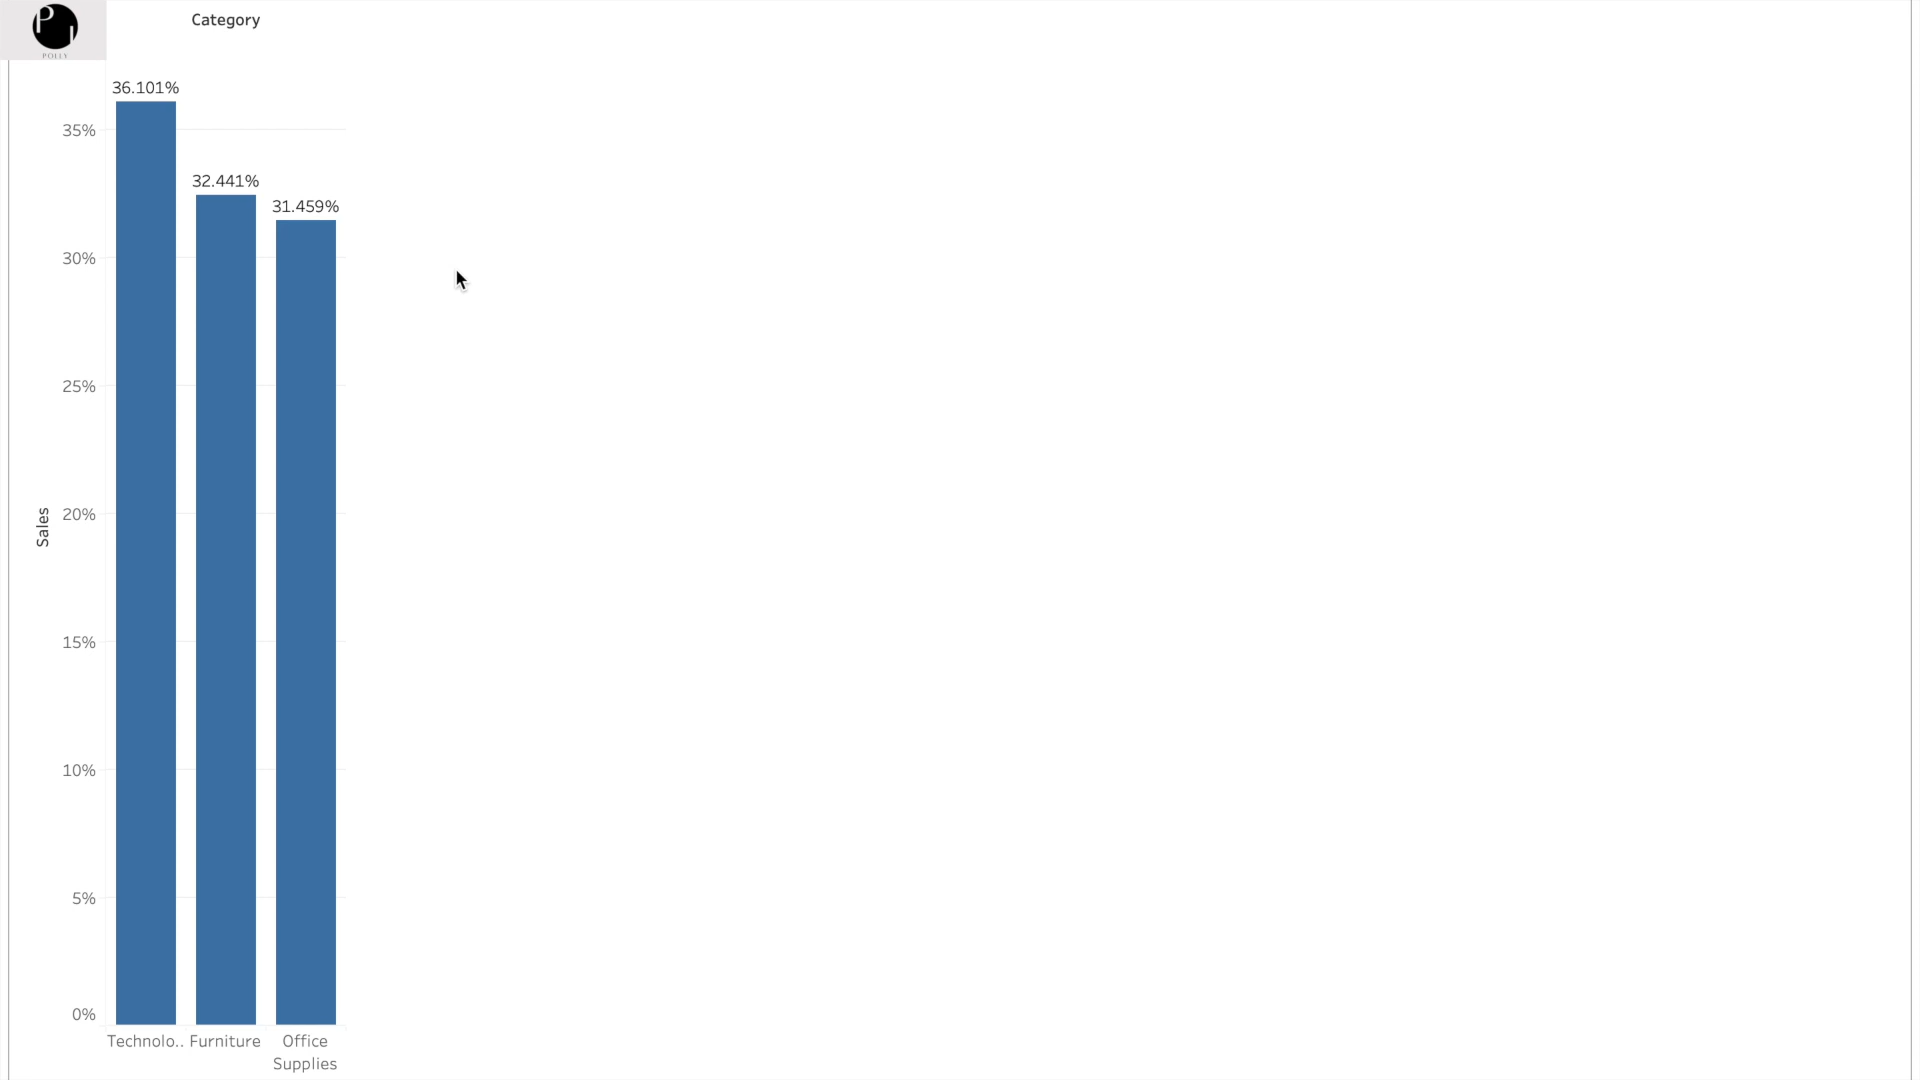 P
POLLY
Category
36.101%
35%
32.441%
31.459%
30%
25%
20%
Sales
15%
10%
5%
0%
Technolo.. Furniture Office
Supplies